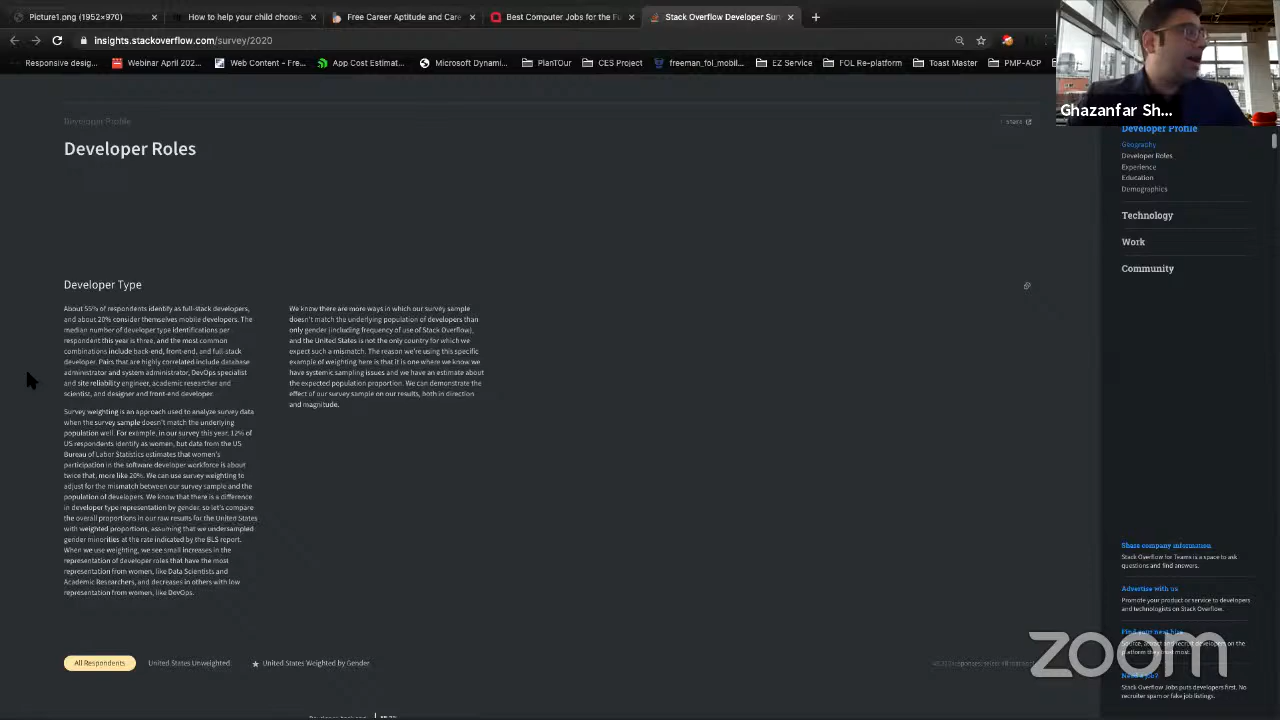 Picture1.png (1952×970)
How to help your child choose
Free Career Aptitude and Care
Best Computer Jobs for the Fu
Stack Overflow Developer Sur
insights.stackoverflow.com/survey/2020
Responsive desig...
Webinar April 202...
Web Content - Fre...
App Cost Estimat...
Microsoft Dynami...
PlanTOur
CES Project
freeman_fol_mobil...
EZ Service
FOL Re-platform
Toast Master
PMP-ACP
Ghazanfar Sh...
Developer Profile
Share
Developer Roles
Developer Type
About 55% of respondents identify as full-stack developers,
and about 20% consider themselves mobile developers. The
median number of developer type identifications per
respondent this year is three, and the most common
combinations include back-end, front-end, and full-stack
developer. Pairs that are highly correlated include database
administrator and system administrator, DevOps specialist
and site reliability engineer, academic researcher and
scientist, and designer and front-end developer.
Survey weighting is an approach used to analyze survey data
when the survey sample doesn't match the underlying
population well. For example, in our survey this year, 12% of
US respondents identify as women, but data from the US
Bureau of Labor Statistics estimates that women's
participation in the software developer workforce is about
twice that, more like 20%. We can use survey weighting to
adjust for the mismatch between our survey sample and the
population of developers. We know that there is a difference
in developer type representation by gender, so let's compare
the overall proportions in our raw results for the United States
with weighted proportions, assuming that we undersampled
gender minorities at the rate indicated by the BLS report.
When we use weighting, we see small increases in the
representation of developer roles that have the most
representation from women, like Data Scientists and
Academic Researchers, and decreases in others with low
representation from women, like DevOps.
We know there are more ways in which our survey sample
doesn't match the underlying population of developers than
only gender (including frequency of use of Stack Overflow),
and the United States is not the only country for which we
expect such a mismatch. The reason we're using this specific
example of weighting here is that it is one where we know we
have systemic sampling issues and we have an estimate about
the expected population proportion. We can demonstrate the
effect of our survey sample on our results, both in direction
and magnitude.
All Respondents
United States Unweighted
United States Weighted by Gender
Developer Profile
Geography
Developer Roles
Experience
Education
Demographics
Technology
Work
Community
Share company information
Stack Overflow for Teams is a space to ask
questions and find answers.
Advertise with us
Promote your product or service to developers
and technologists on Stack Overflow.
Find your next hire
Source, attract and recruit developers on the
platform they trust most.
Need a job?
Stack Overflow Jobs puts developers first. No
recruiter spam or fake job listings.
zoom